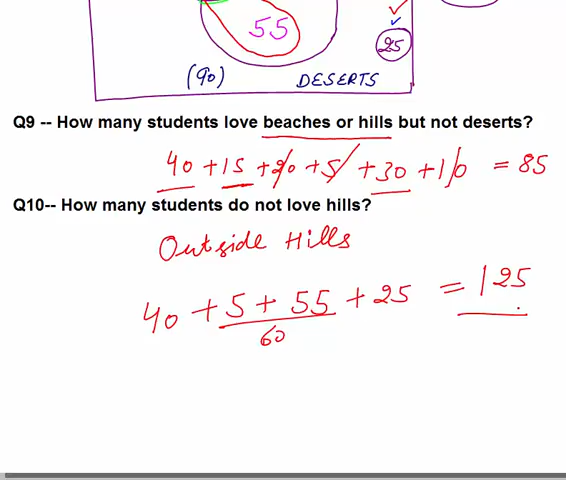 55
25
(90) DESERTS
Q9 -- How many students love beaches or hills but not deserts?
40 + 15 + 20 + 5 + 30 + 10 = 85
Q10-- How many students do not love hills?
Outside Hills
40 + 5 + 55 + 25 = 125
60